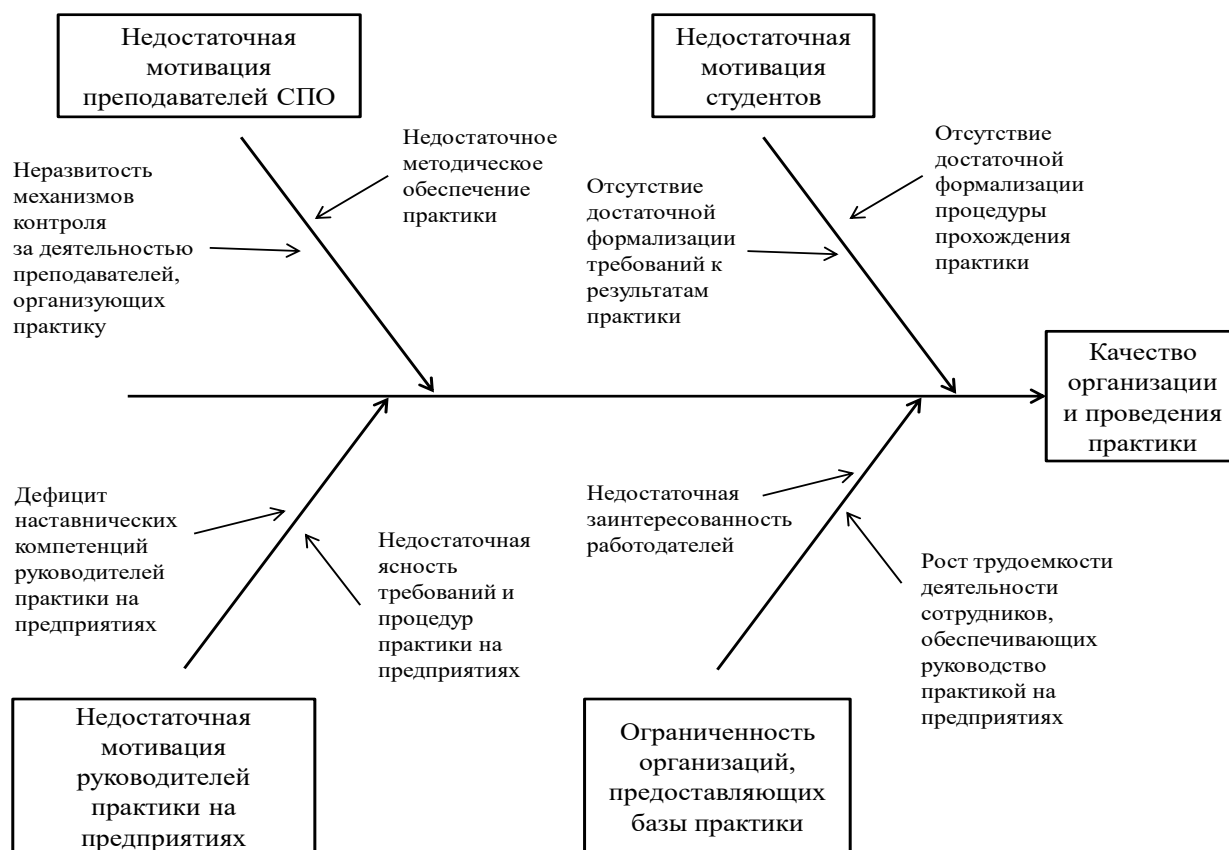 Недостаточная
мотивация
преподавателей СПО
Недостаточная
мотивация
студентов
Неразвитость
механизмов
контроля
за деятельностью
преподавателей,
организующих
практику
Недостаточное
методическое
обеспечение
практики
Отсутствие
достаточной
формализации
требований к
результатам
практики
Отсутствие
достаточной
формализации
процедуры
прохождения
практики
Качество
организации
и проведения
практики
Дефицит
наставнических
компетенций
руководителей
практики на
предприятиях
Недостаточная
ясность
требований и
процедур
практики на
предприятиях
Недостаточная
заинтересованность
работодателей
Рост трудоемкости
деятельности
сотрудников,
обеспечивающих
руководство
практикой на
предприятиях
Недостаточная
мотивация
руководителей
практики на
предприятиях
Ограниченность
организаций,
предоставляющих
базы практики